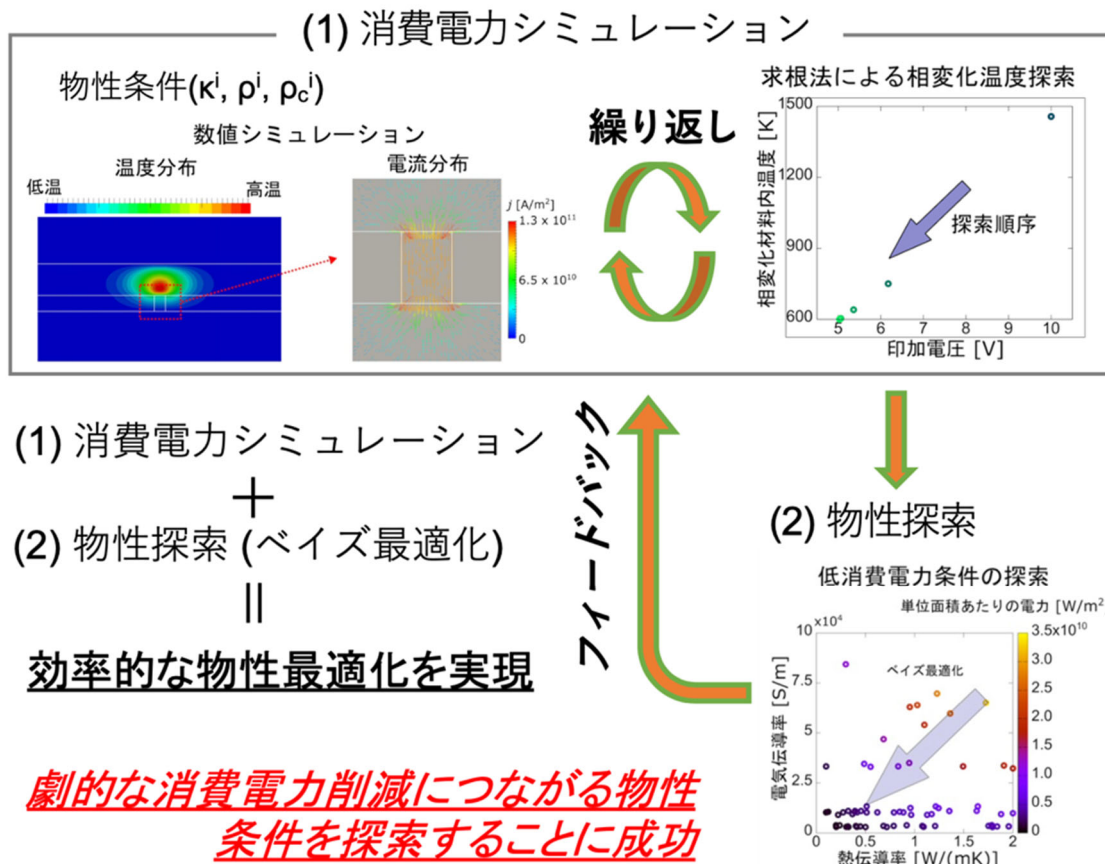 (1) 消費電力シミュレーション
物性条件(κⁱ, ρⁱ, ρ_cⁱ)
数値シミュレーション
温度分布
低温
高温
電流分布
j [A/m²]
1.3 x 10¹¹
6.5 x 10¹⁰
0
繰り返し
求根法による相変化温度探索
相変化材料内温度 [K]
1500
1200
900
600
探索順序
5 6 7 8 9 10
印加電圧 [V]
(1) 消費電力シミュレーション
＋
(2) 物性探索 (ベイズ最適化)
||
効率的な物性最適化を実現
劇的な消費電力削減につながる物性
条件を探索することに成功
フィードバック
(2) 物性探索
低消費電力条件の探索
単位面積あたりの電力 [W/m²]
x10⁴
電気伝導率 [S/m]
10
7.5
5
2.5
0
ベイズ最適化
0 0.5 1 1.5 2
熱伝導率 [W/(mK)]
3.5x10¹⁰
3.0
2.5
2.0
1.5
1.0
0.5
0